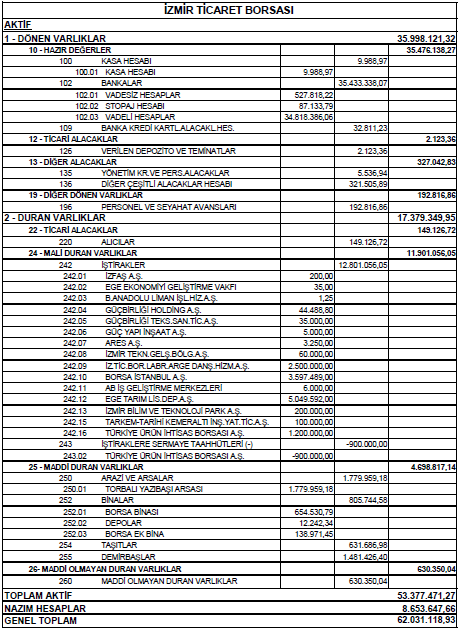 İZMİR TİCARET BORSASI
AKTİF
1 - DÖNEN VARLIKLAR 35.998.121,32
10 - HAZIR DEĞERLER 35.476.138,27
100 KASA HESABI 9.988,97
100.01 KASA HESABI 9.988,97
102 BANKALAR 35.433.338,07
102.01 VADESİZ HESAPLAR 527.818,22
102.02 STOPAJ HESABI 87.133,79
102.03 VADELİ HESAPLAR 34.818.386,06
109 BANKA KREDİ KARTL.ALACAKL.HES. 32.811,23
12 - TİCARİ ALACAKLAR 2.123,36
126 VERİLEN DEPOZİTO VE TEMİNATLAR 2.123,36
13 - DİĞER ALACAKLAR 327.042,83
135 YÖNETİM KR.VE PERS.ALACAKLAR 5.536,94
136 DİĞER ÇEŞİTLİ ALACAKLAR HESABI 321.505,89
19 - DİĞER DÖNEN VARLIKLAR 192.816,86
196 PERSONEL VE SEYAHAT AVANSLARI 192.816,86
2 - DURAN VARLIKLAR 17.379.349,95
22 - TİCARİ ALACAKLAR 149.126,72
220 ALICILAR 149.126,72
24 - MALİ DURAN VARLIKLAR 11.901.056,05
242 İŞTİRAKLER 12.801.056,05
242.01 İZFAŞ A.Ş. 200,00
242.02 EGE EKONOMİYİ GELİŞTİRME VAKFI 35,00
242.03 B.ANADOLU LİMAN İŞL.HİZ.A.Ş. 1,25
242.04 GÜÇBİRLİĞİ HOLDİNG A.Ş. 44.488,80
242.05 GÜÇBİRLİĞİ TEKS.SAN.TİC.A.Ş. 35.000,00
242.06 GÜÇ YAPI İNŞAAT A.Ş. 5.000,00
242.07 ARES A.Ş. 3.250,00
242.08 İZMİR TEKN.GELŞ.BÖLG.A.Ş. 60.000,00
242.09 İZ.TİC.BOR.LABR.ARGE DANŞ.HİZM.A.Ş. 2.500.000,00
242.10 BORSA İSTANBUL A.Ş. 3.597.489,00
242.11 AB İŞ GELİŞTİRME MERKEZLERİ 6.000,00
242.12 EGE TARIM LİS.DEP.A.Ş. 5.049.592,00
242.13 İZMİR BİLİM VE TEKNOLOJİ PARK A.Ş. 200.000,00
242.15 TARKEM-TARİHİ KEMERALTI İNŞ.YAT.TİC.A.Ş. 100.000,00
242.16 TÜRKİYE ÜRÜN İHTİSAS BORSASI A.Ş. 1.200.000,00
243 İŞTİRAKLERE SERMAYE TAAHHÜTLERİ (-) -900.000,00
243.02 TÜRKİYE ÜRÜN İHTİSAS BORSASI A.Ş. -900.000,00
25 - MADDİ DURAN VARLIKLAR 4.698.817,14
250 ARAZİ VE ARSALAR 1.779.959,18
250.01 TORBALI YAZIBAŞI ARSASI 1.779.959,18
252 BİNALAR 805.744,58
252.01 BORSA BİNASI 654.530,79
252.02 DEPOLAR 12.242,34
252.03 BORSA EK BİNA 138.971,45
254 TAŞITLAR 631.686,98
255 DEMİRBAŞLAR 1.481.426,40
26- MADDİ OLMAYAN DURAN VARLIKLAR 630.350,04
260 MADDİ OLMAYAN DURAN VARLIKLAR 630.350,04
TOPLAM AKTİF 53.377.471,27
NAZIM HESAPLAR 8.653.647,66
GENEL TOPLAM 62.031.118,93